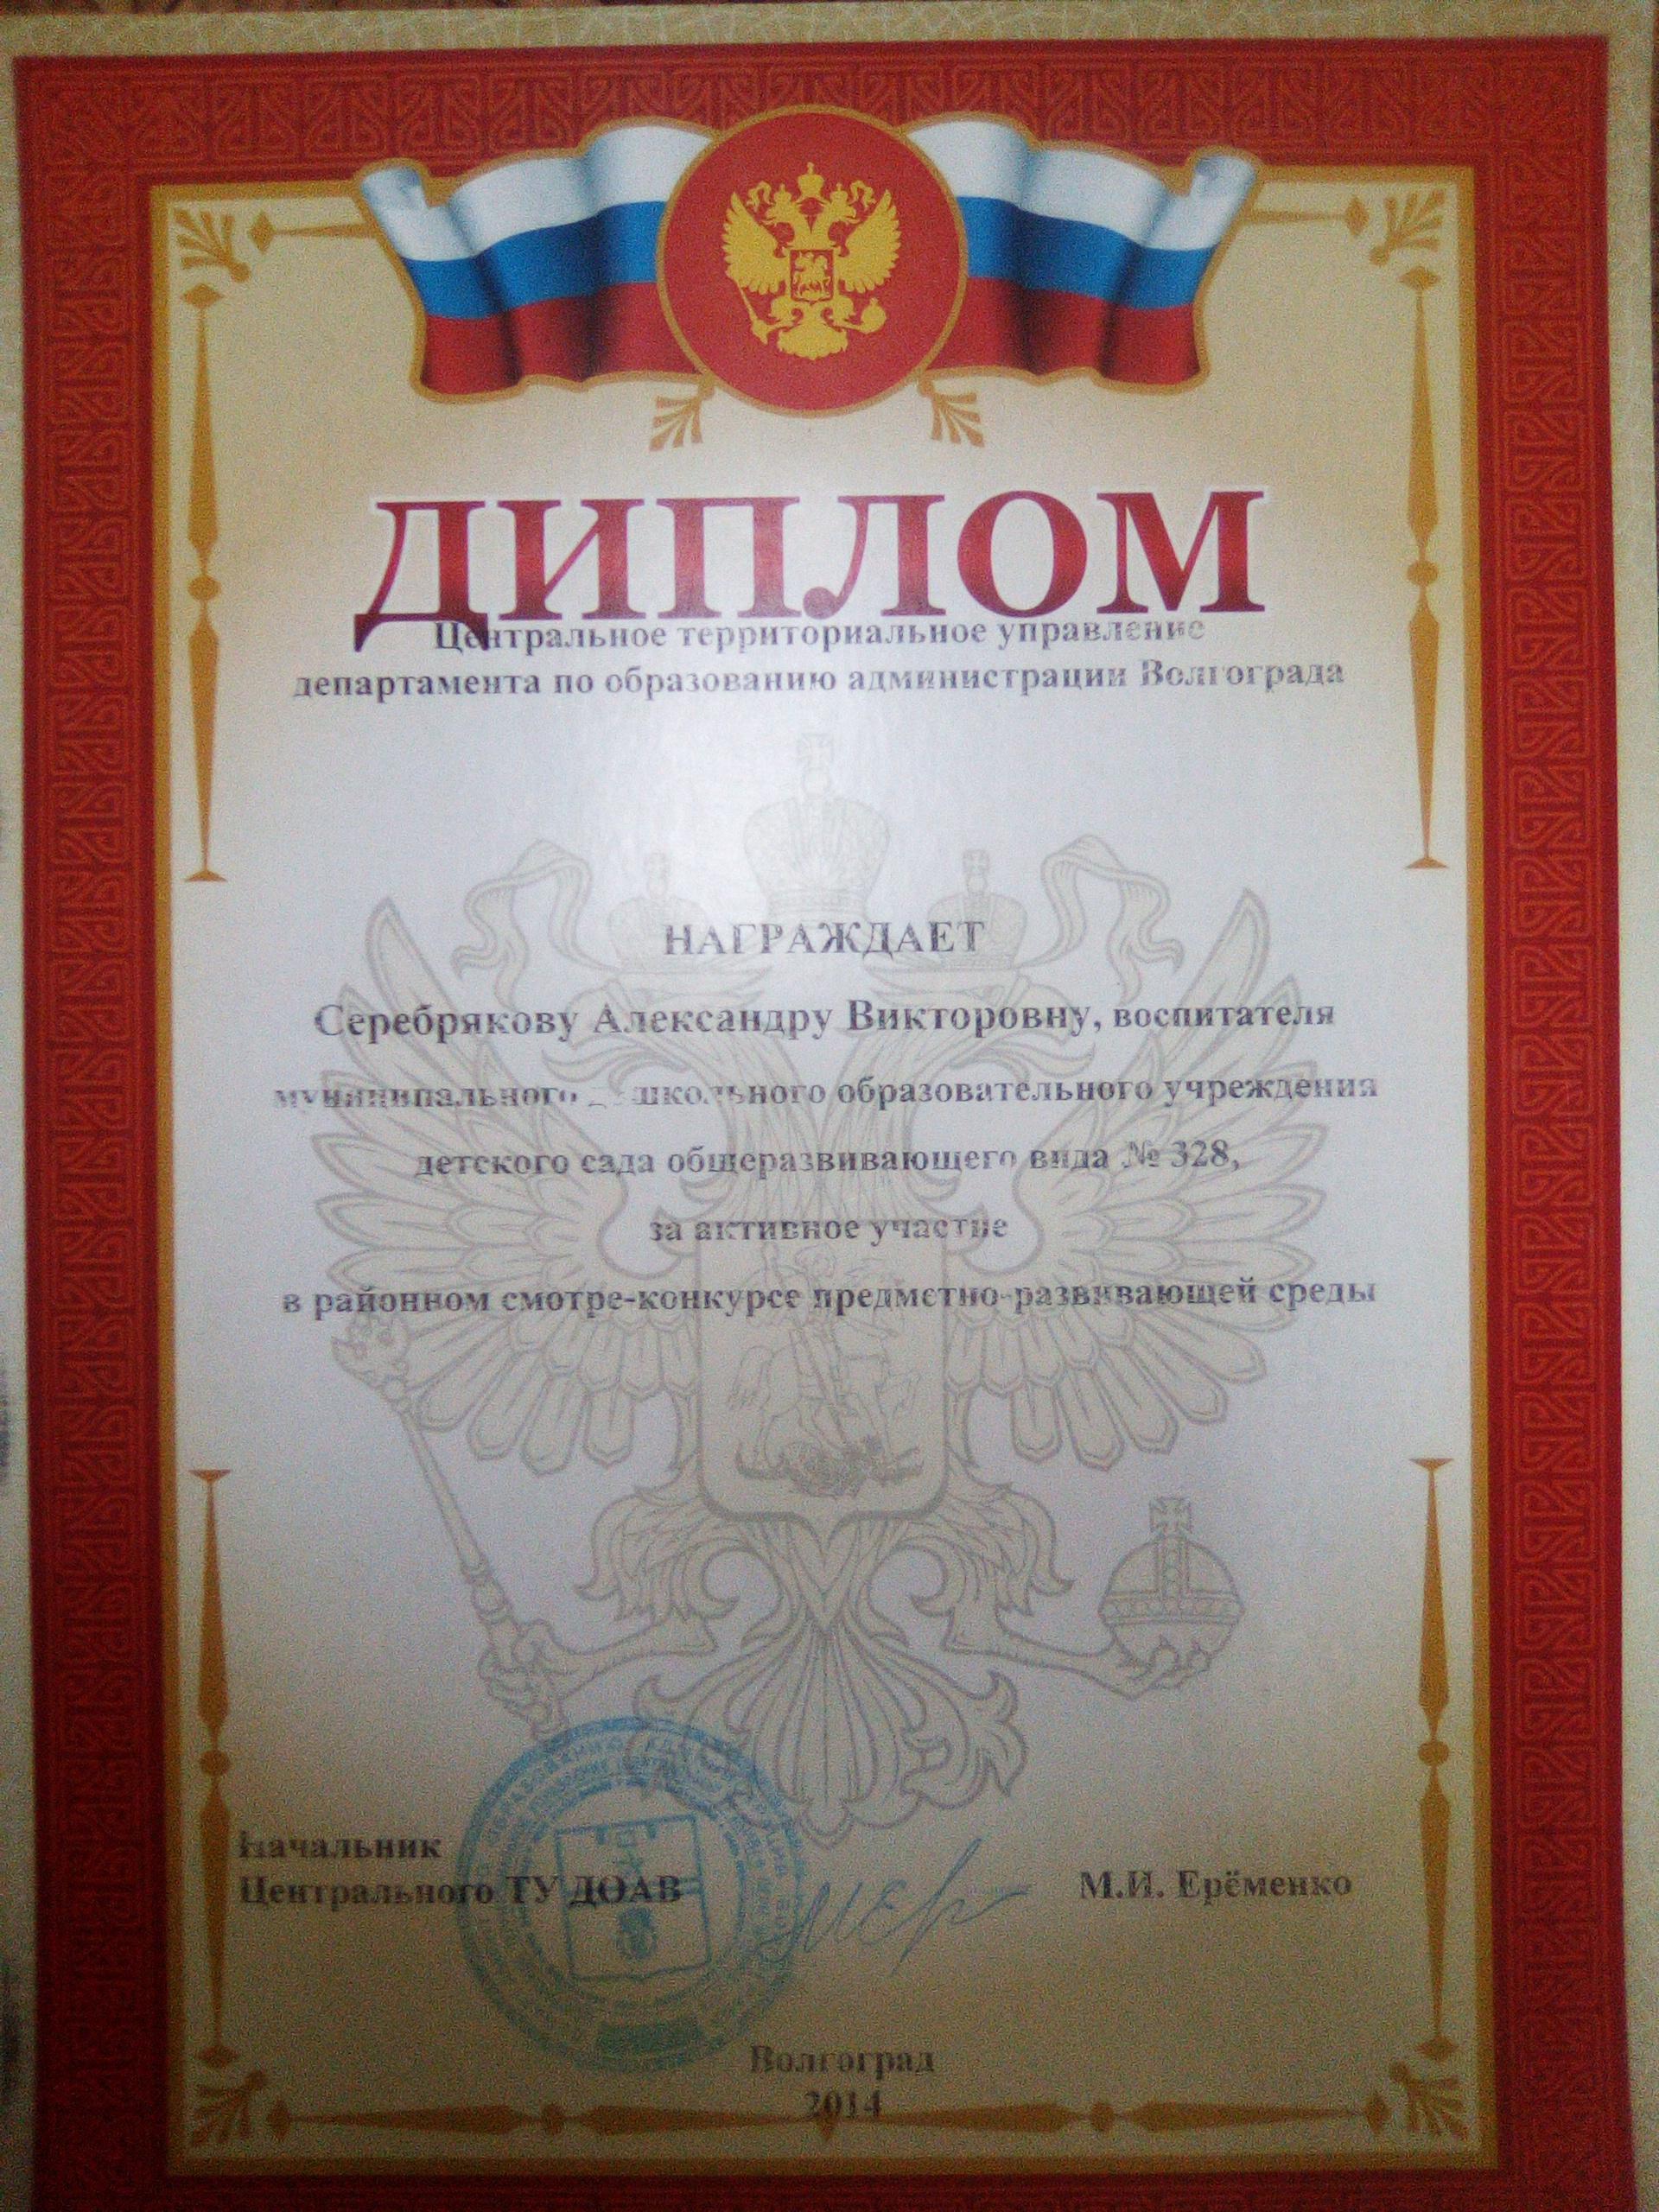 ДИПЛОМ
Центральное территориальное управление
департамента по образованию администрации Волгограда
НАГРАЖДАЕТ
Серебрякову Александру Викторовну, воспитателя
муниципального дошкольного образовательного учреждения
детского сада общеразвивающего вида № 328,
за активное участие
в районном смотре-конкурсе предметно-развивающей среды
Начальник
Центрального ТУ ДОАВ
М.И. Ерёменко
Волгоград
2014